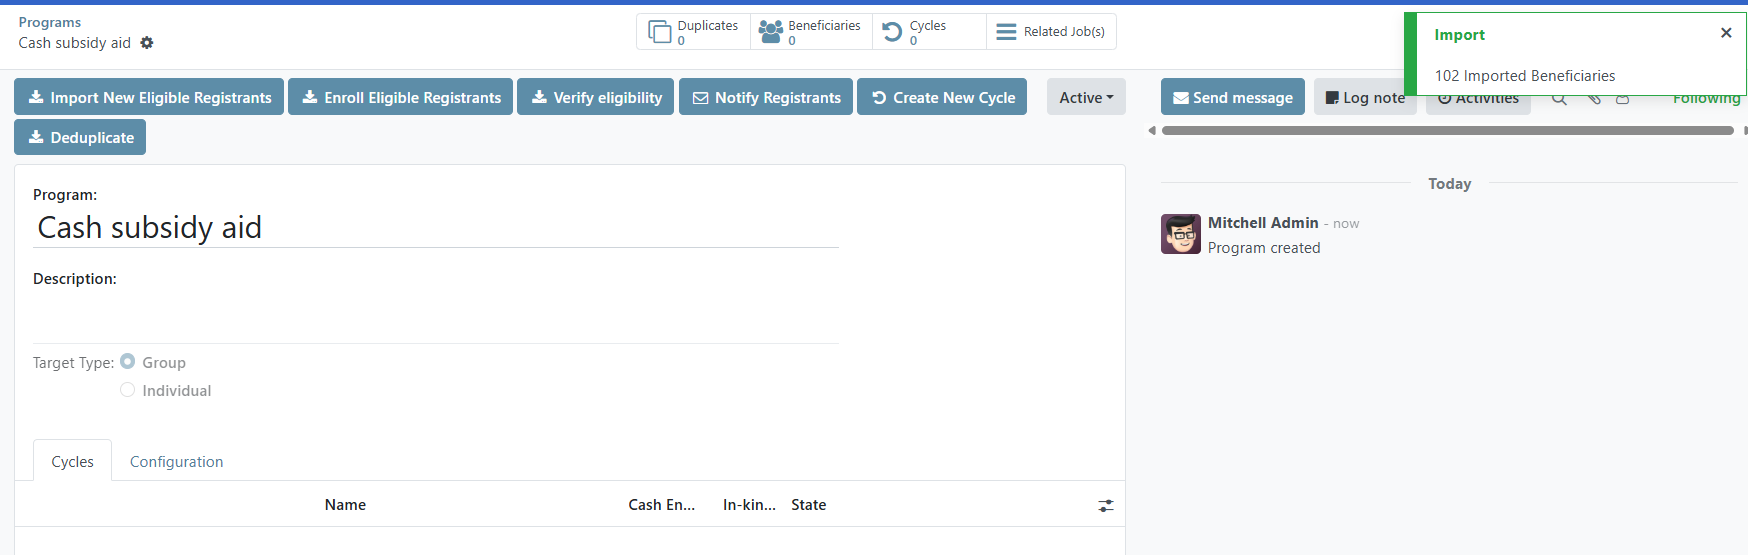 Programs
Cash subsidy aid
Duplicates
0
Beneficiaries
0
Cycles
0
Related Job(s)
Import
102 Imported Beneficiaries
Import New Eligible Registrants
Enroll Eligible Registrants
Verify eligibility
Notify Registrants
Create New Cycle
Active
Deduplicate
Send message
Log note
Activities
Following
Program:
Cash subsidy aid
Description:
Target Type:
Group
Individual
Cycles
Configuration
Name
Cash En...
In-kin...
State
Today
Mitchell Admin - now
Program created